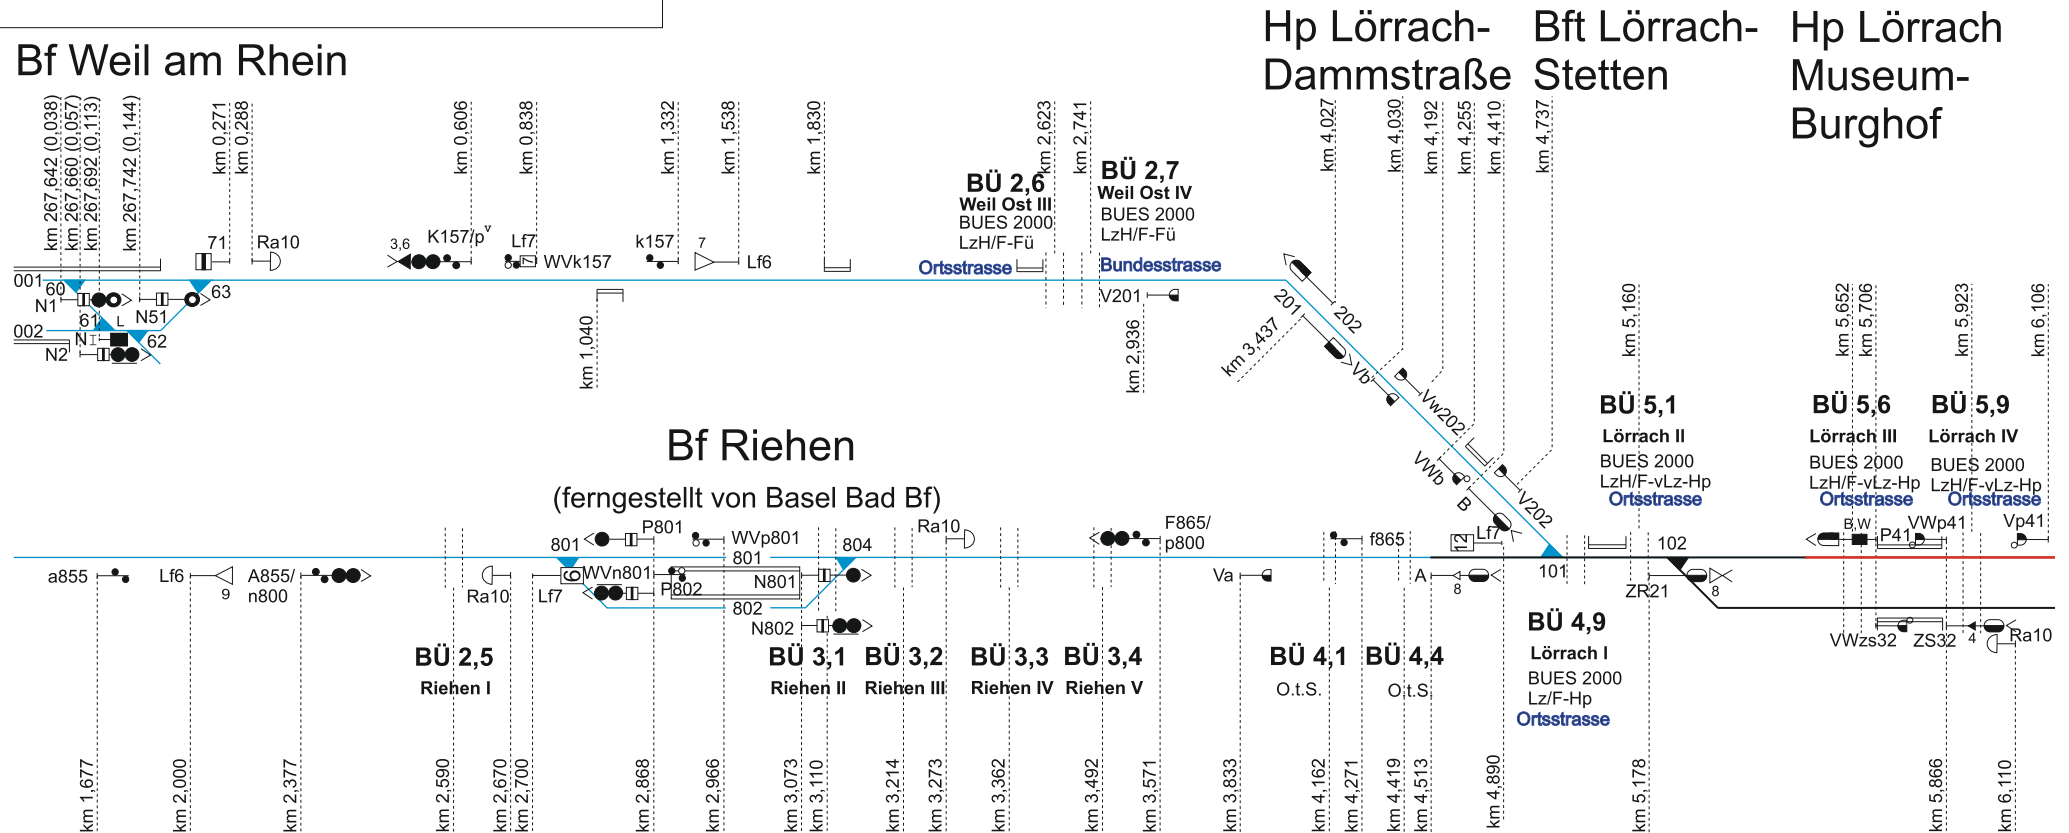 Bf Weil am Rhein
Hp Lörrach-
Dammstraße
Bft Lörrach-
Stetten
Hp Lörrach
Museum-
Burghof
km 267,642 (0,038)
km 267,660 (0,057)
km 267,692 (0,113)
km 267,742 (0,144)
km 0,271
km 0,288
km 0,606
km 0,838
km 1,332
km 1,538
km 1,830
km 2,623
km 2,741
km 4,027
km 4,030
km 4,192
km 4,255
km 4,410
km 4,737
BÜ 2,6
Weil Ost III
BUES 2000
LzH/F-Fü
Ortsstrasse
BÜ 2,7
Weil Ost IV
BUES 2000
LzH/F-Fü
Bundesstrasse
71
Ra10
3,6
K157/pv
Lf7
7
WVk157
k157
7
Lf6
001
60
N1
N51
63
61
L
002
N I
62
N2
V201
km 1,040
km 2,936
km 3,437
201
202
Vb
Vw202
VWb
B
V202
km 5,160
km 5,652
km 5,706
km 5,923
km 6,106
BÜ 5,1
Lörrach II
BUES 2000
LzH/F-vLz-Hp
Ortsstrasse
BÜ 5,6
Lörrach III
BUES 2000
LzH/F-vLz-Hp
Ortsstrasse
BÜ 5,9
Lörrach IV
BUES 2000
LzH/F-vLz-Hp
Ortsstrasse
Bf Riehen
(ferngestellt von Basel Bad Bf)
801
P801
WVp801
801
804
Ra10
F865/
p800
f865
12
Lf7
102
B,W
P41
VWp41
Vp41
a855
Lf6
9
A855/
n800
Ra10
Lf7
6
WVn801
P802
N801
802
N802
Va
A
8
101
ZR21
8
VWzs32
ZS32
4
Ra10
BÜ 2,5
Riehen I
BÜ 3,1
Riehen II
BÜ 3,2
Riehen III
BÜ 3,3
Riehen IV
BÜ 3,4
Riehen V
BÜ 4,1
O.t.S.
BÜ 4,4
O.t.S.
BÜ 4,9
Lörrach I
BUES 2000
Lz/F-Hp
Ortsstrasse
km 1,677
km 2,000
km 2,377
km 2,590
km 2,670
km 2,700
km 2,868
km 2,966
km 3,073
km 3,110
km 3,214
km 3,273
km 3,362
km 3,492
km 3,571
km 3,833
km 4,162
km 4,271
km 4,419
km 4,513
km 4,890
km 5,178
km 5,866
km 6,110